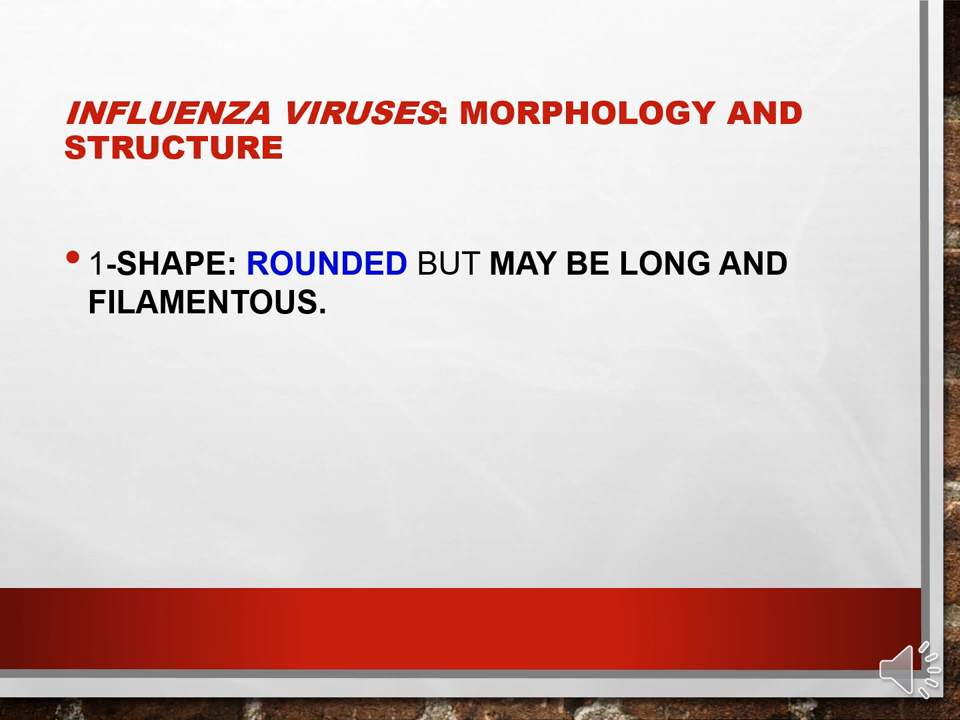 INFLUENZA VIRUSES: MORPHOLOGY AND
STRUCTURE
• 1-SHAPE: ROUNDED BUT MAY BE LONG AND
FILAMENTOUS.